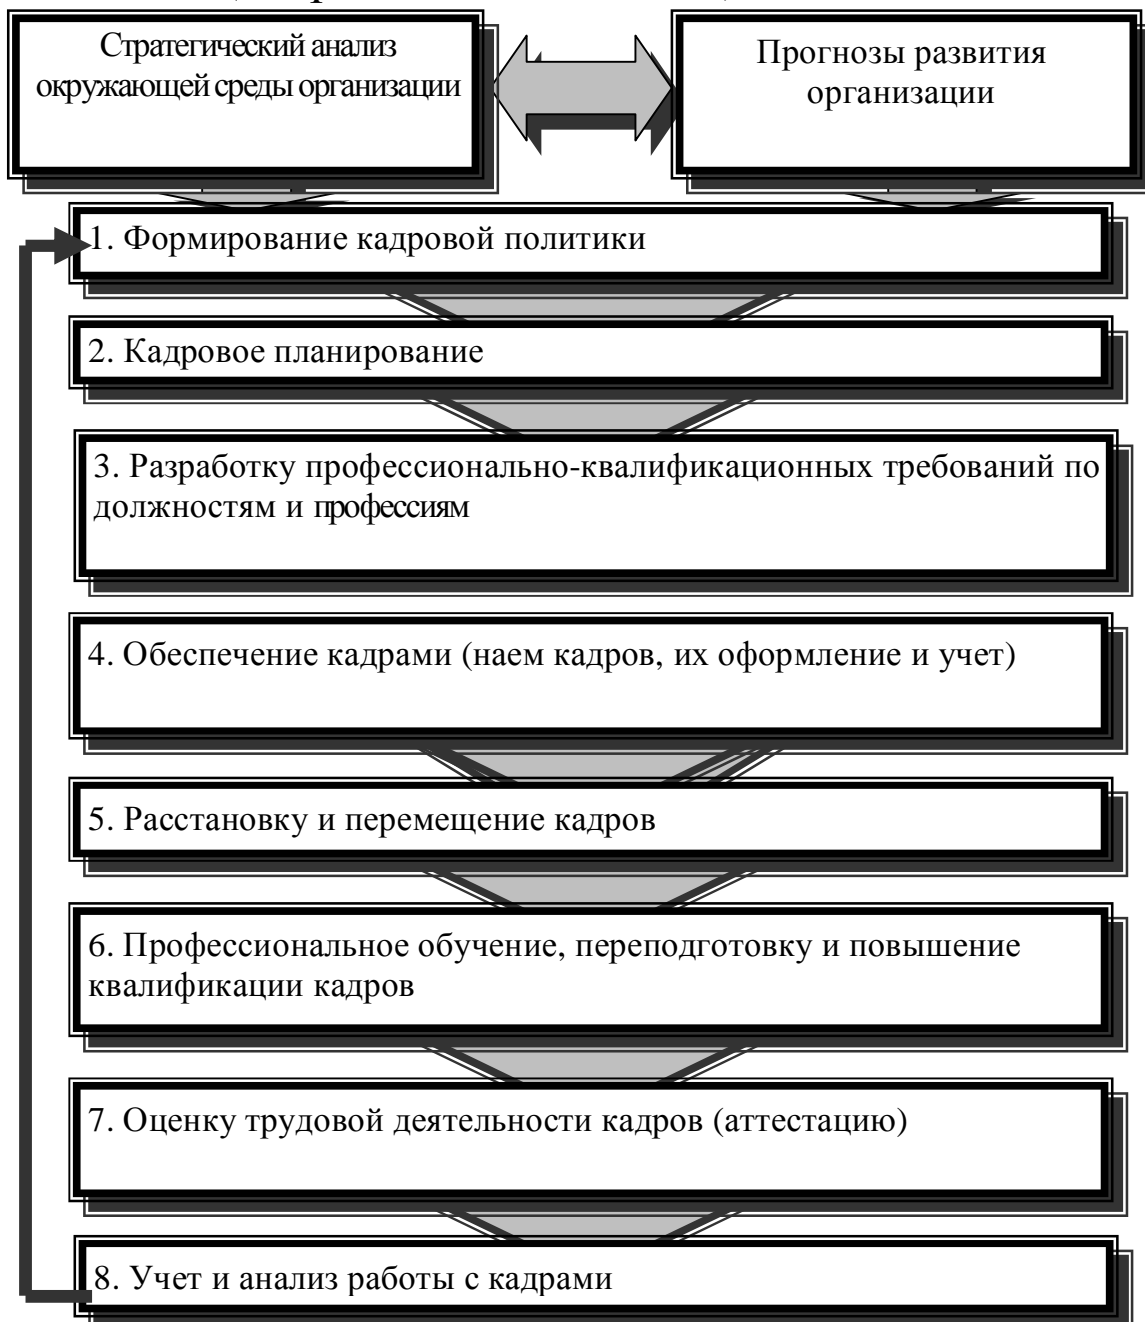 Стратегический анализ
окружающей среды организации
Прогнозы развития
организации
1. Формирование кадровой политики
2. Кадровое планирование
3. Разработку профессионально-квалификационных требований по
должностям и профессиям
4. Обеспечение кадрами (наем кадров, их оформление и учет)
5. Расстановку и перемещение кадров
6. Профессиональное обучение, переподготовку и повышение
квалификации кадров
7. Оценку трудовой деятельности кадров (аттестацию)
8. Учет и анализ работы с кадрами